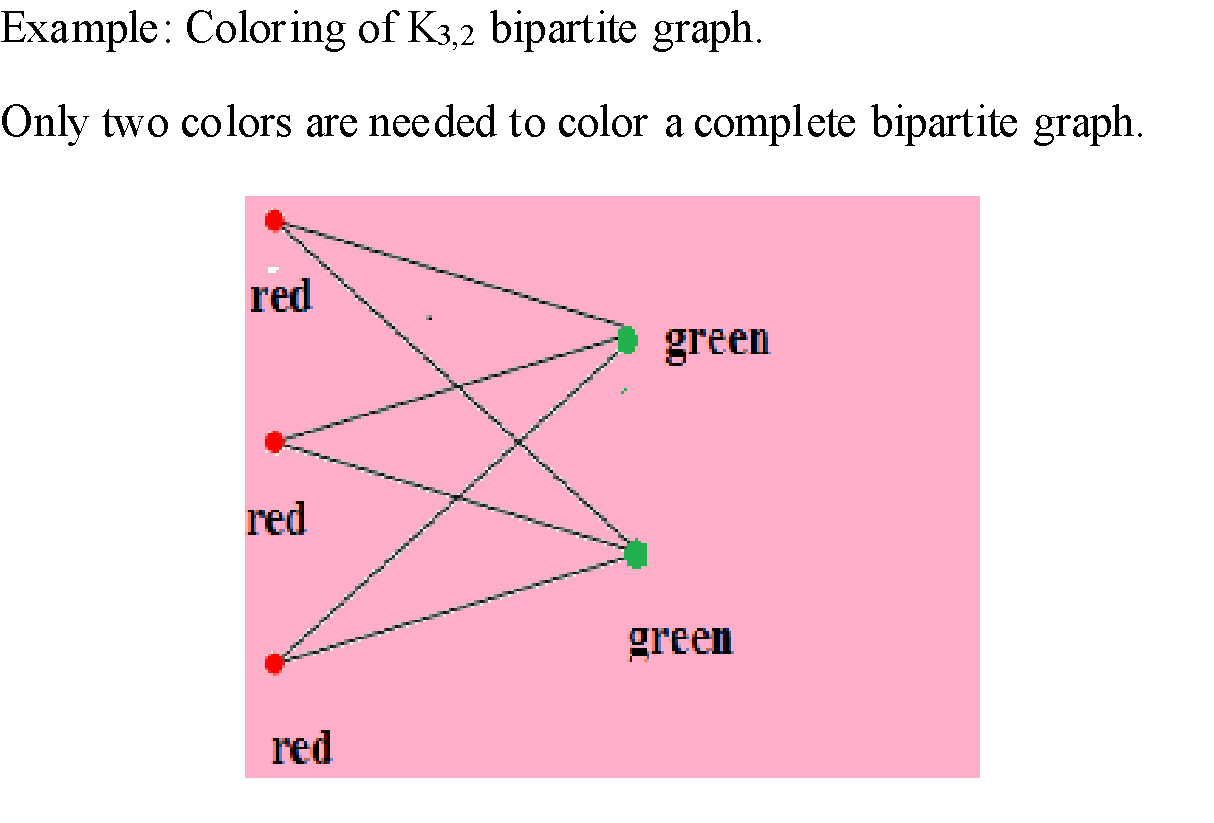 Example: Coloring of K3,2 bipartite graph.
Only two colors are needed to color a complete bipartite graph.
red
green
red
green
red